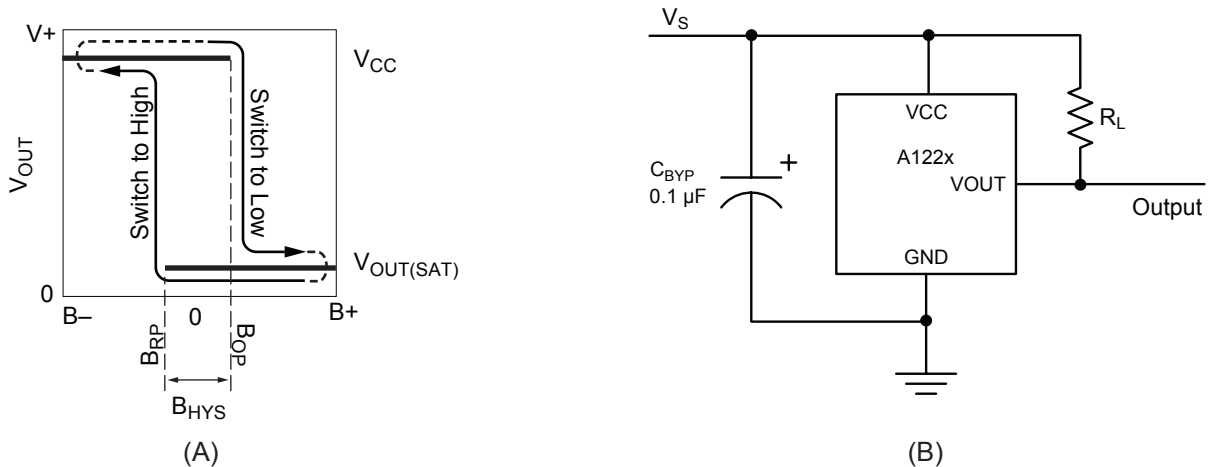 V+
VCC
Switch to High
Switch to Low
VOUT
VOUT(SAT)
0
B–
0
B+
BRP
BOP
BHYS
(A)
VS
VCC
RL
A122x
CBYP
0.1 µF
+
VOUT
Output
GND
(B)